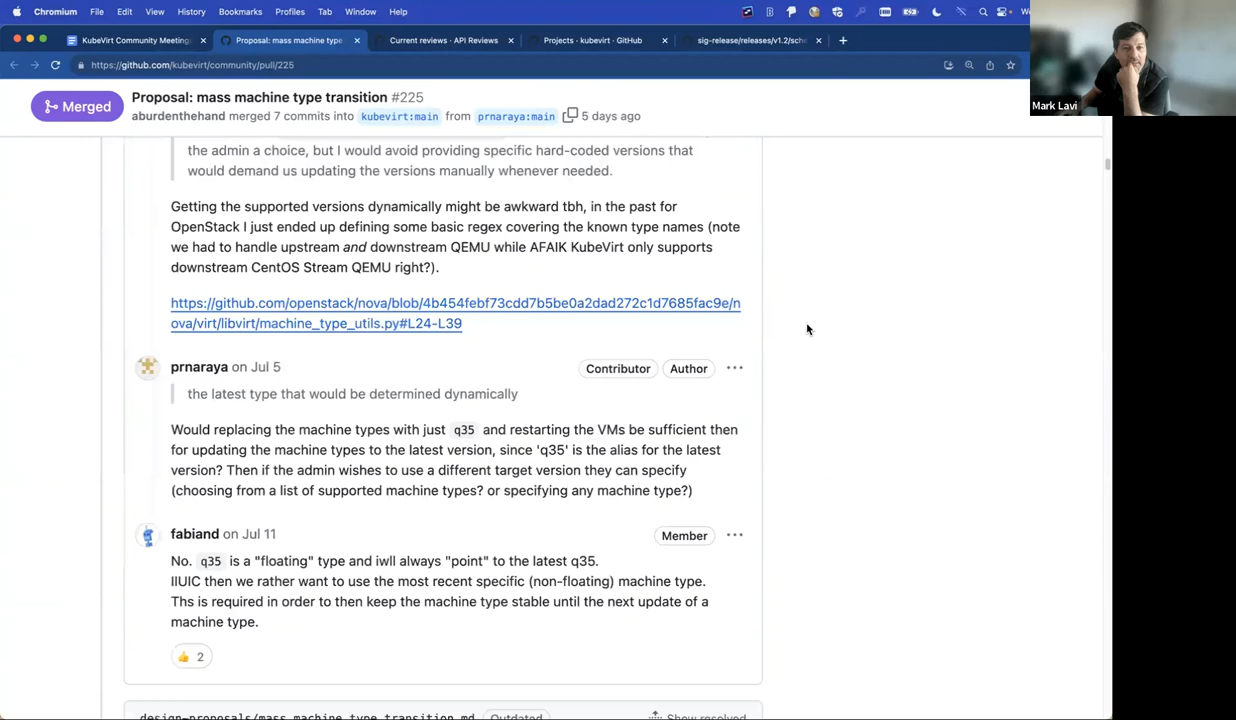 Chromium File Edit View History Bookmarks Profiles Tab Window Help
KubeVirt Community Meeting
Proposal: mass machine type
Current reviews · API Reviews
Projects · kubevirt · GitHub
sig-release/releases/v1.2/sche
https://github.com/kubevirt/community/pull/225
Mark Lavi
Merged
Proposal: mass machine type transition #225
aburdenthehand merged 7 commits into kubevirt:main from prnaraya:main 5 days ago
the admin a choice, but I would avoid providing specific hard-coded versions that
would demand us updating the versions manually whenever needed.
Getting the supported versions dynamically might be awkward tbh, in the past for
OpenStack I just ended up defining some basic regex covering the known type names (note
we had to handle upstream and downstream QEMU while AFAIK KubeVirt only supports
downstream CentOS Stream QEMU right?).
https://github.com/openstack/nova/blob/4b454febf73cdd7b5be0a2dad272c1d7685fac9e/n
ova/virt/libvirt/machine_type_utils.py#L24-L39
prnaraya on Jul 5 Contributor Author
the latest type that would be determined dynamically
Would replacing the machine types with just q35 and restarting the VMs be sufficient then
for updating the machine types to the latest version, since 'q35' is the alias for the latest
version? Then if the admin wishes to use a different target version they can specify
(choosing from a list of supported machine types? or specifying any machine type?)
fabiand on Jul 11 Member
No. q35 is a "floating" type and iwll always "point" to the latest q35.
IIUIC then we rather want to use the most recent specific (non-floating) machine type.
Ths is required in order to then keep the machine type stable until the next update of a
machine type.
👍 2
design-proposals/mass_machine_type_transition.md Outdated Show resolved